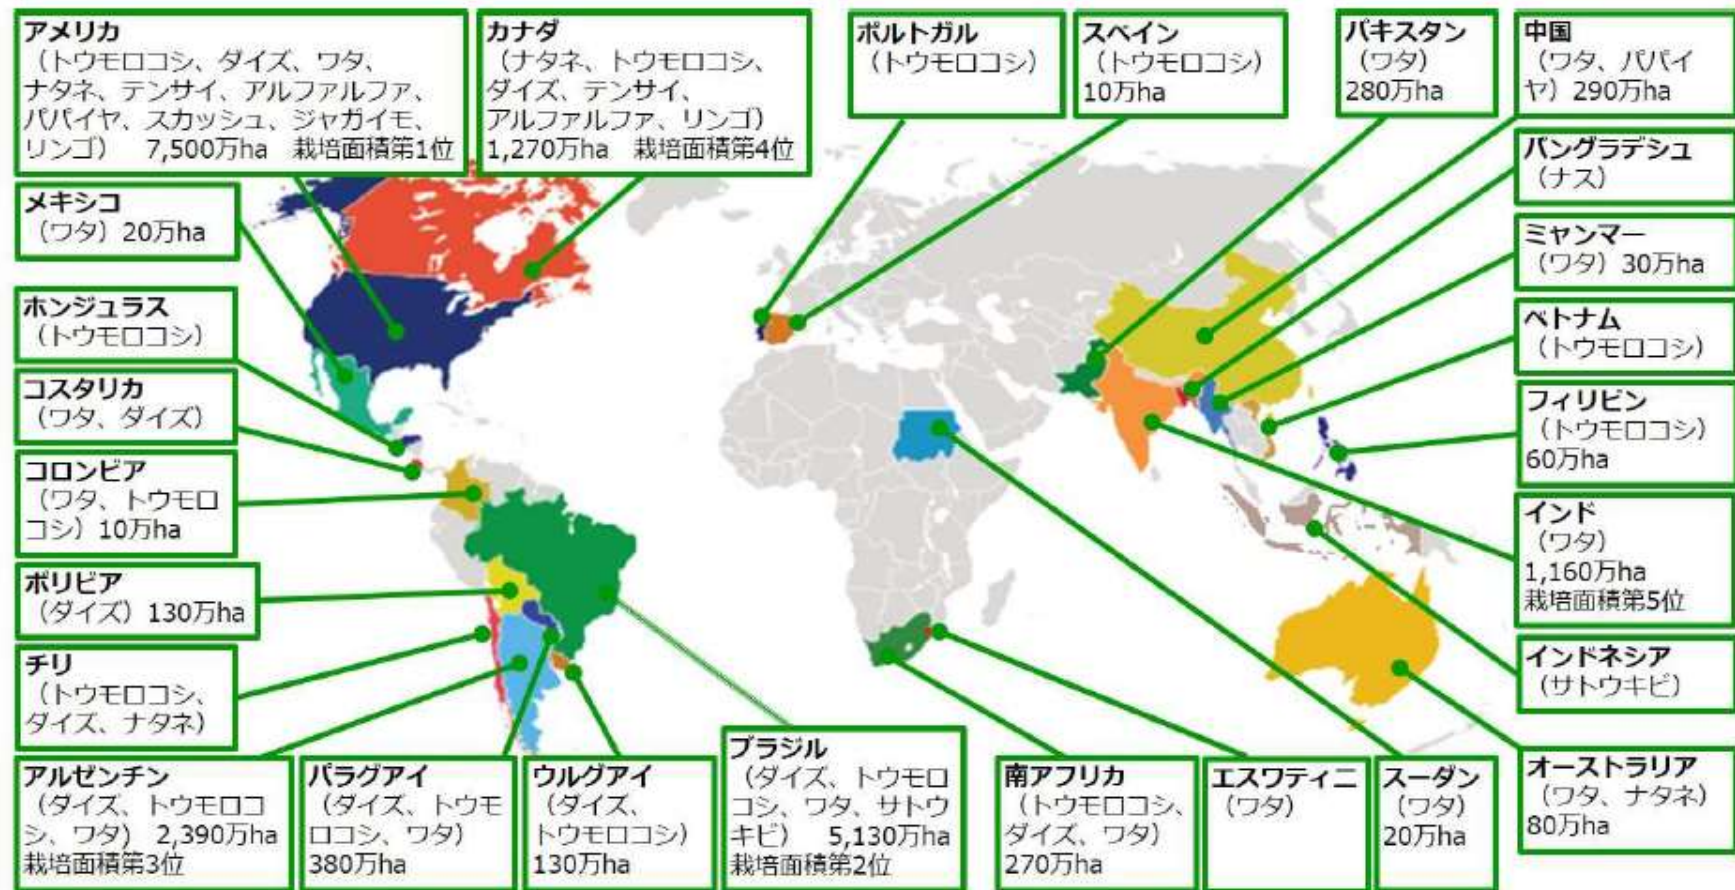 アメリカ
（トウモロコシ、ダイズ、ワタ、
ナタネ、テンサイ、アルファルファ、
パパイヤ、スカッシュ、ジャガイモ、
リンゴ） 7,500万ha 栽培面積第1位
カナダ
（ナタネ、トウモロコシ、
ダイズ、テンサイ、
アルファルファ、リンゴ）
1,270万ha 栽培面積第4位
ポルトガル
（トウモロコシ）
スペイン
（トウモロコシ）
10万ha
パキスタン
（ワタ）
280万ha
中国
（ワタ、パパイ
ヤ）290万ha
メキシコ
（ワタ）20万ha
バングラデシュ
（ナス）
ミャンマー
（ワタ）30万ha
ホンジュラス
（トウモロコシ）
ベトナム
（トウモロコシ）
コスタリカ
（ワタ、ダイズ）
フィリピン
（トウモロコシ）
60万ha
コロンビア
（ワタ、トウモロ
コシ）10万ha
インド
（ワタ）
1,160万ha
栽培面積第5位
ボリビア
（ダイズ）130万ha
チリ
（トウモロコシ、
ダイズ、ナタネ）
インドネシア
（サトウキビ）
アルゼンチン
（ダイズ、トウモロコ
シ、ワタ） 2,390万ha
栽培面積第3位
パラグアイ
（ダイズ、トウモ
ロコシ、ワタ）
380万ha
ウルグアイ
（ダイズ、
トウモロコシ）
130万ha
ブラジル
（ダイズ、トウモロ
コシ、ワタ、サトウ
キビ） 5,130万ha
栽培面積第2位
南アフリカ
（トウモロコシ、
ダイズ、ワタ）
270万ha
エスワティニ
（ワタ）
スーダン
（ワタ）
20万ha
オーストラリア
（ワタ、ナタネ）
80万ha